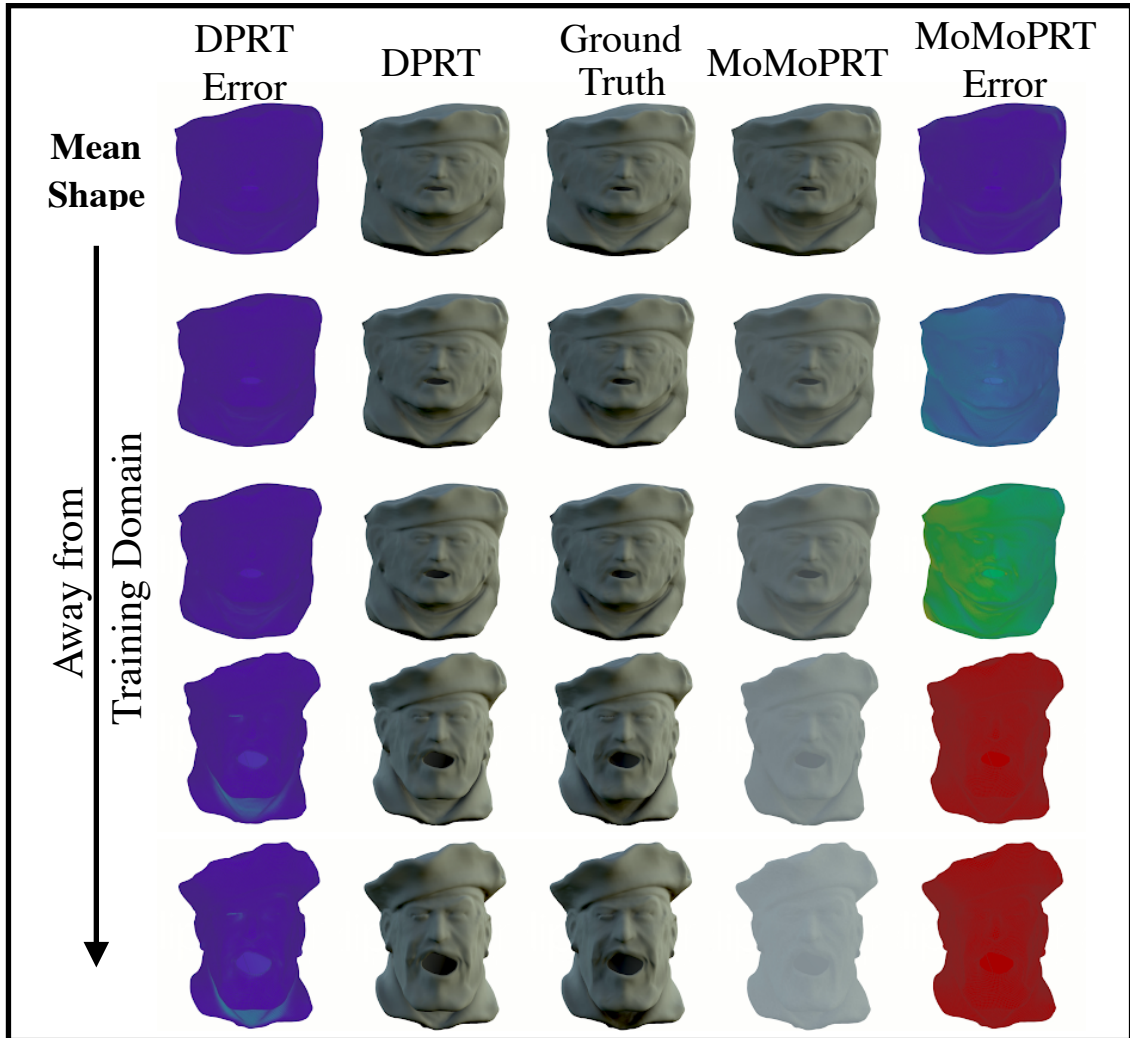 DPRT
Error
DPRT
Ground
Truth
MoMoPRT
MoMoPRT
Error
Mean
Shape
Away from
Training Domain